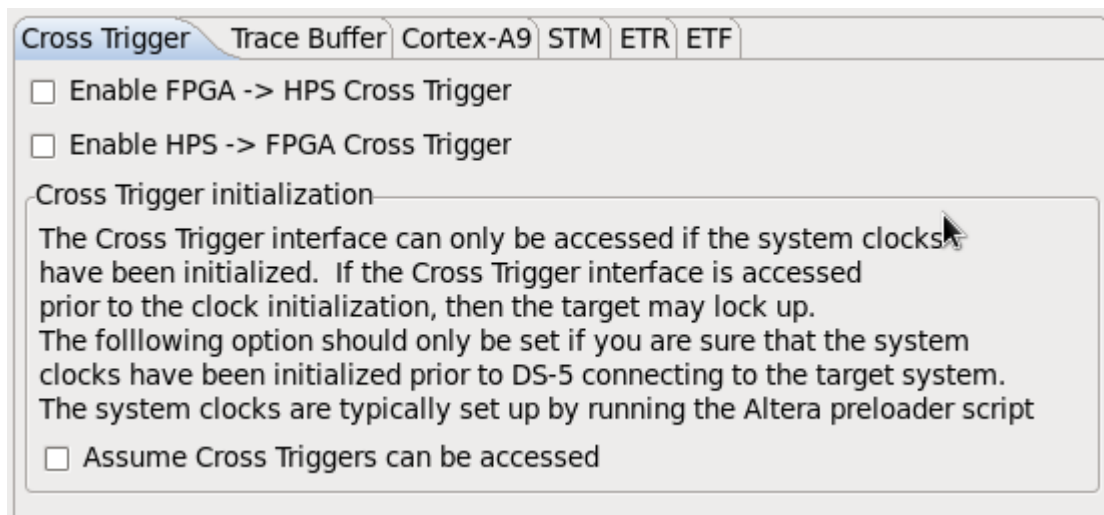 Cross Trigger Trace Buffer Cortex-A9 STM ETR ETF
Enable FPGA -> HPS Cross Trigger
Enable HPS -> FPGA Cross Trigger
Cross Trigger initialization
The Cross Trigger interface can only be accessed if the system clocks
have been initialized.  If the Cross Trigger interface is accessed
prior to the clock initialization, then the target may lock up.
The folllowing option should only be set if you are sure that the system
clocks have been initialized prior to DS-5 connecting to the target system.
The system clocks are typically set up by running the Altera preloader script
Assume Cross Triggers can be accessed